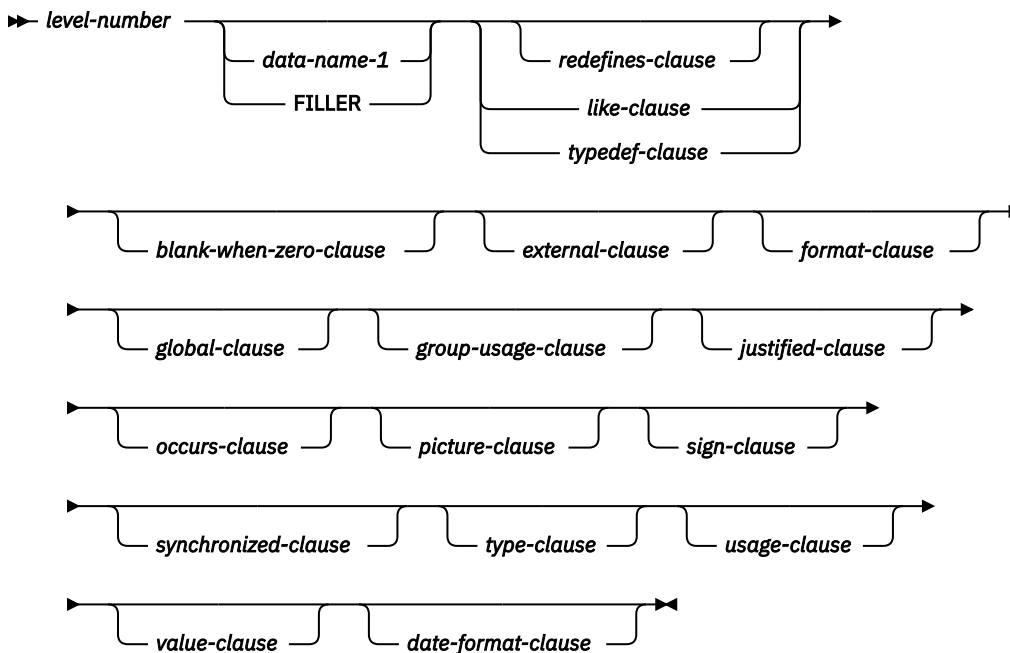 level-number
data-name-1 redefines-clause
FILLER like-clause
typedef-clause
blank-when-zero-clause external-clause format-clause
global-clause group-usage-clause justified-clause
occurs-clause picture-clause sign-clause
synchronized-clause type-clause usage-clause
value-clause date-format-clause